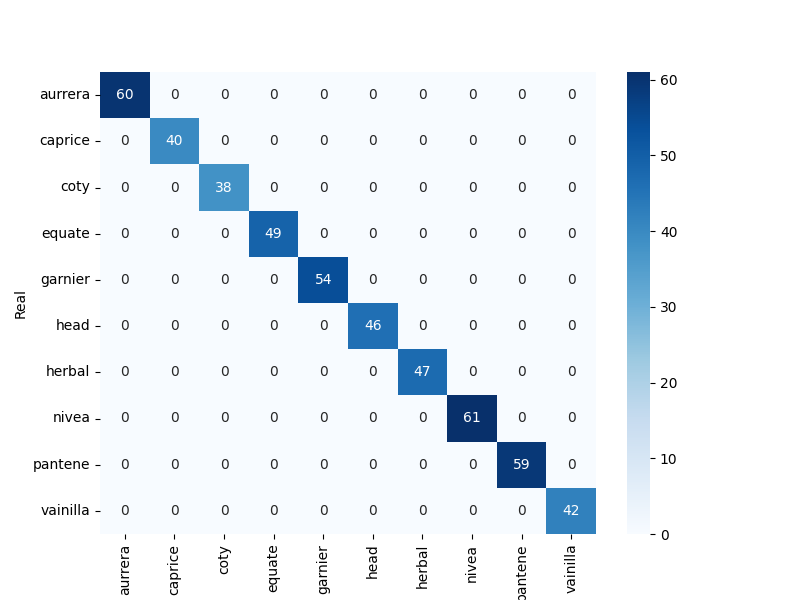 aurrera 60 0 0 0 0 0 0 0 0 0 60
caprice 0 40 0 0 0 0 0 0 0 0
coty 0 0 38 0 0 0 0 0 0 0 50
equate 0 0 0 49 0 0 0 0 0 0
garnier 0 0 0 0 54 0 0 0 0 0 40
Real
head 0 0 0 0 0 46 0 0 0 0 30
herbal 0 0 0 0 0 0 47 0 0 0 20
nivea 0 0 0 0 0 0 0 61 0 0
pantene 0 0 0 0 0 0 0 0 59 0 10
vainilla 0 0 0 0 0 0 0 0 0 42
0
aurrera caprice coty equate garnier head herbal nivea pantene vainilla